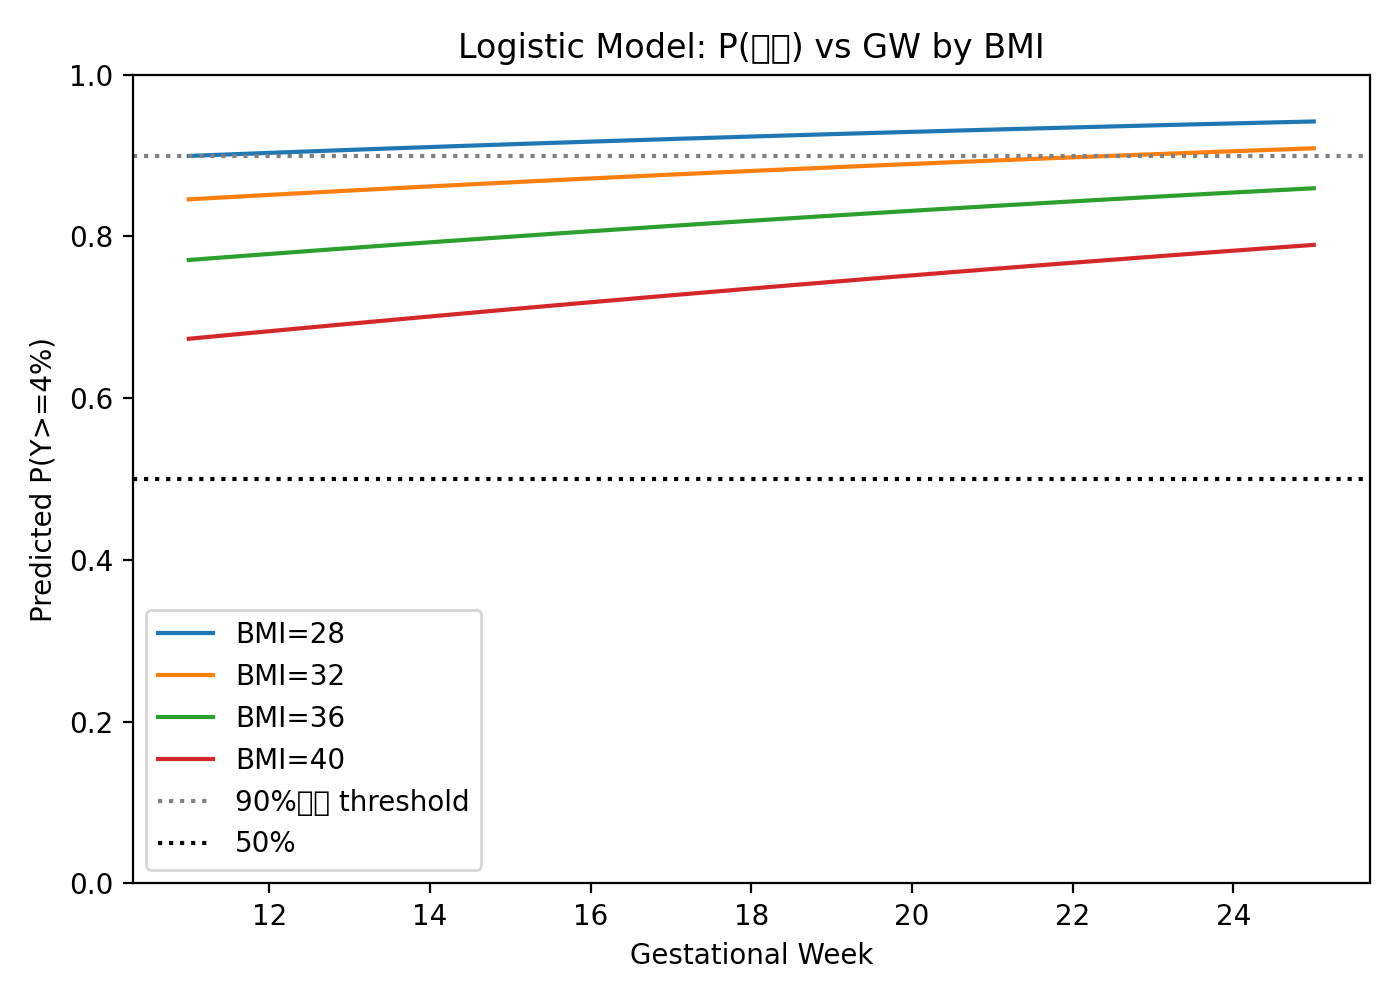 Logistic Model: P(▯▯) vs GW by BMI
1.0
0.8
0.6
0.4
0.2
0.0
Predicted P(Y>=4%)
BMI=28
BMI=32
BMI=36
BMI=40
90%▯▯ threshold
50%
12 14 16 18 20 22 24
Gestational Week